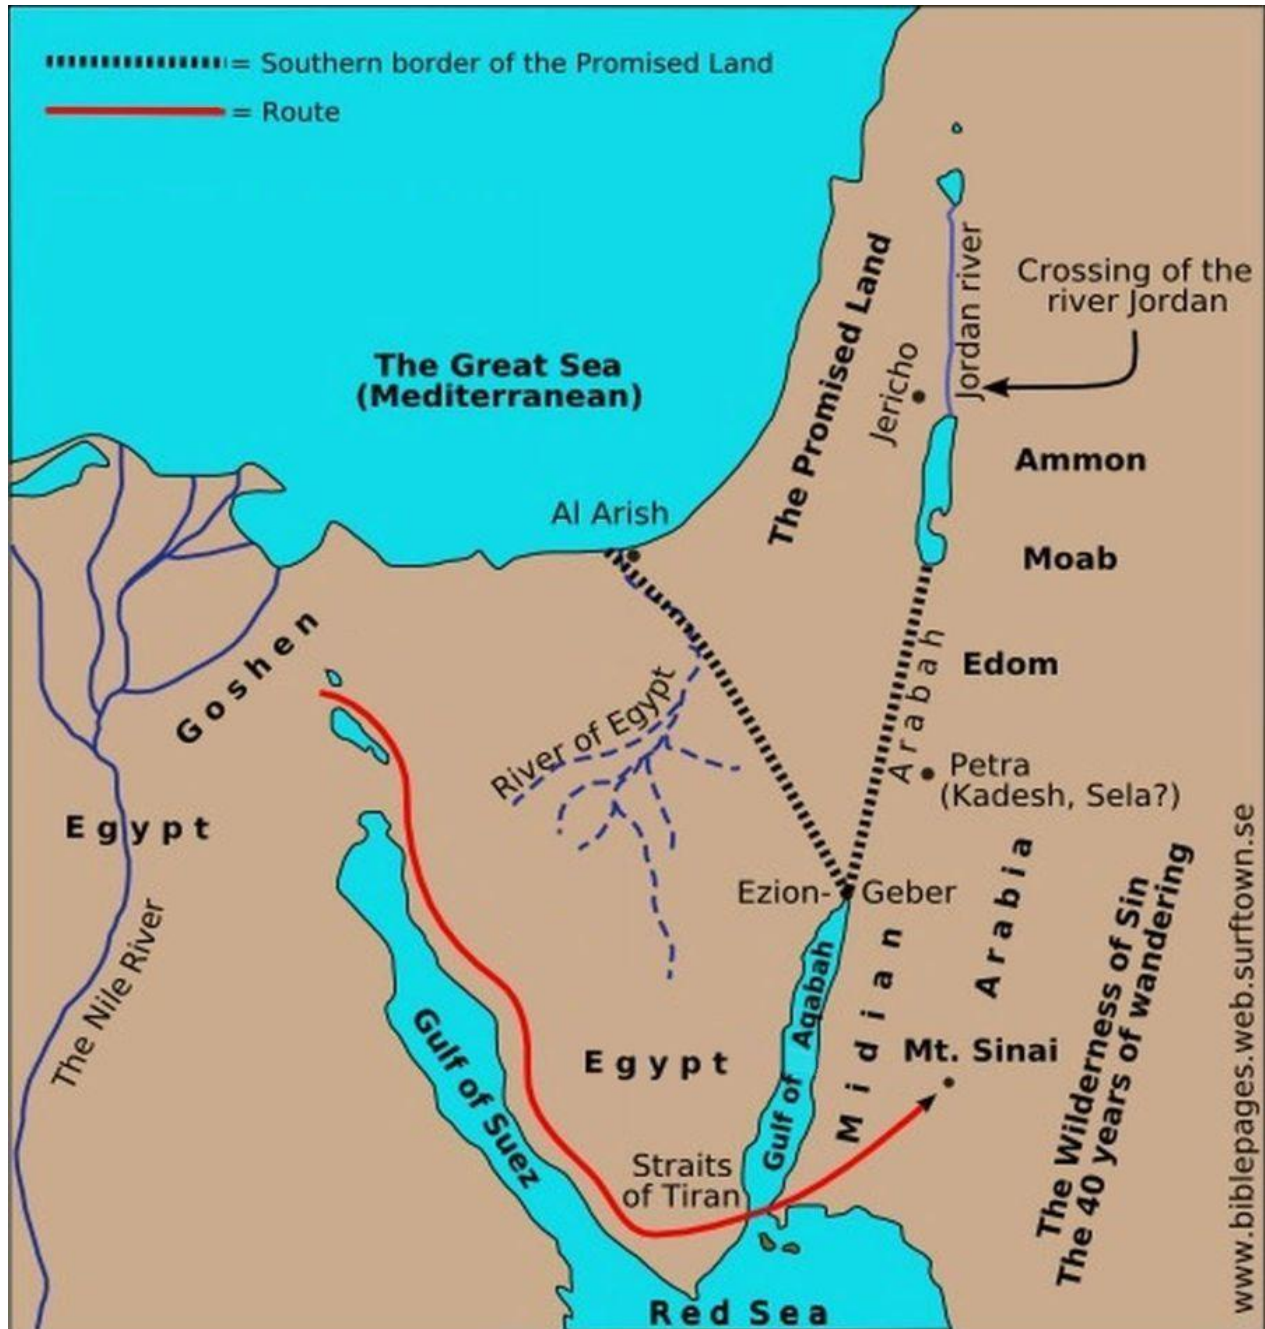 = Southern border of the Promised Land
= Route
The Great Sea
(Mediterranean)
The Promised Land
Jericho
Jordan river
Crossing of the
river Jordan
Ammon
Al Arish
Moab
Goshen
Arabah
Edom
River of Egypt
Petra
(Kadesh, Sela?)
Egypt
Ezion-
Geber
The Nile River
Gulf of Suez
Egypt
Gulf of Aqabah
Midian
Arabia
Mt. Sinai
The Wilderness of Sin
The 40 years of wandering
Straits
of Tiran
Red Sea
www.biblepages.web.surftown.se